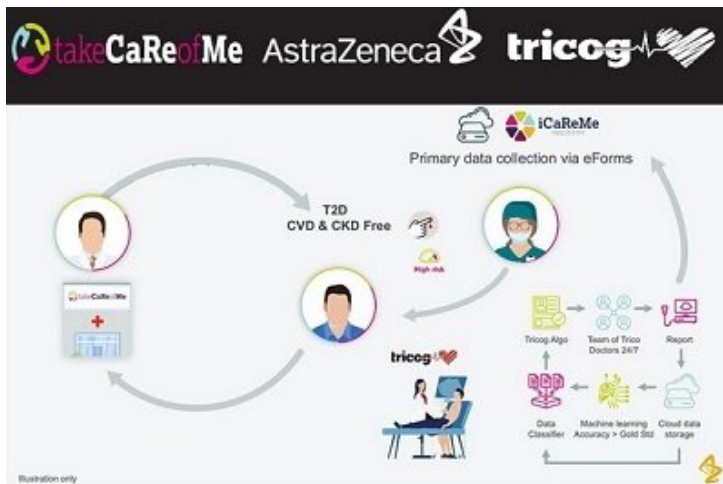 takeCaReofMe
AstraZeneca
tricog
iCaReMe
Primary data collection via eForms
T2D
CVD & CKD Free
High risk
takeCaReofMe
tricog
Tricog Algo
Team of Trico
Doctors 24/7
Report
Data
Classifier
Machine learning
Accuracy > Gold Std
Cloud data
storage
Illustration only